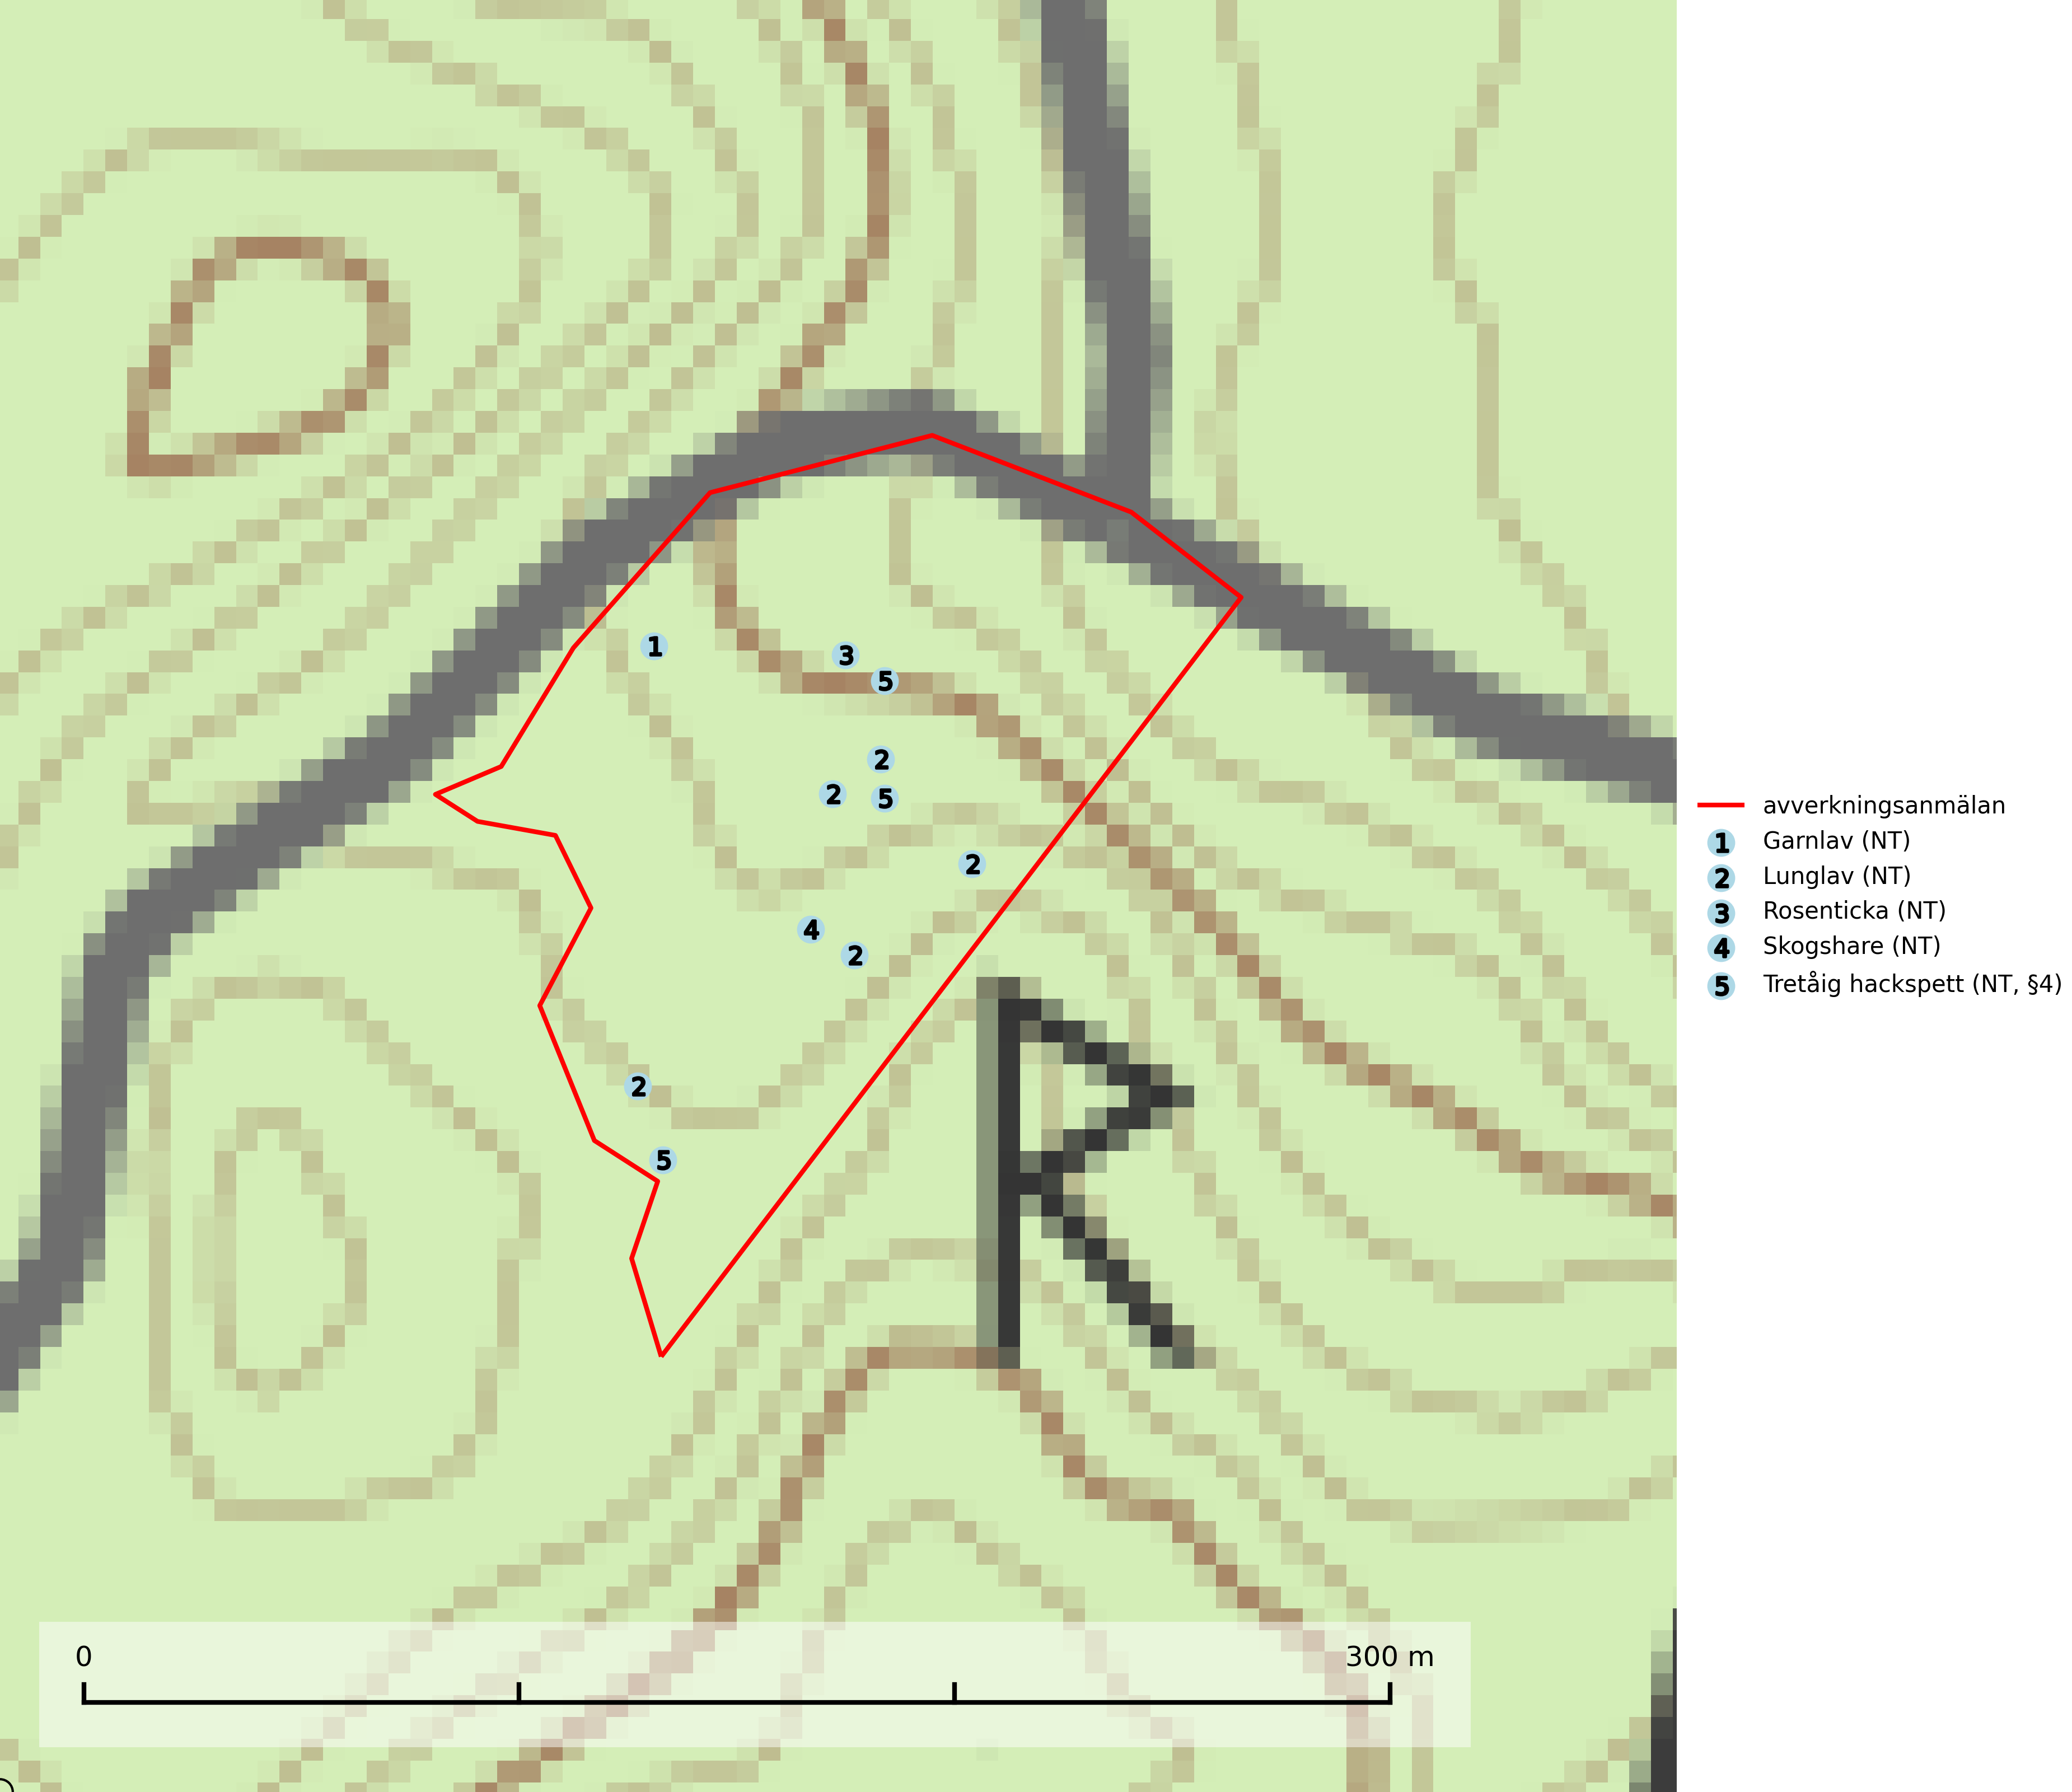 1
3
5
2
2
5
2
4
2
2
5
R
0
300 m
avverkningsanmälan
1 Garnlav (NT)
2 Lunglav (NT)
3 Rosenticka (NT)
4 Skogshare (NT)
5 Tretåig hackspett (NT, §4)